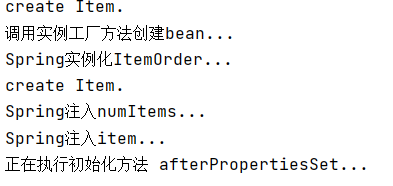 create Item.
调用实例工厂方法创建bean...
Spring实例化ItemOrder...
create Item.
Spring注入numItems...
Spring注入item...
正在执行初始化方法 afterPropertiesSet...